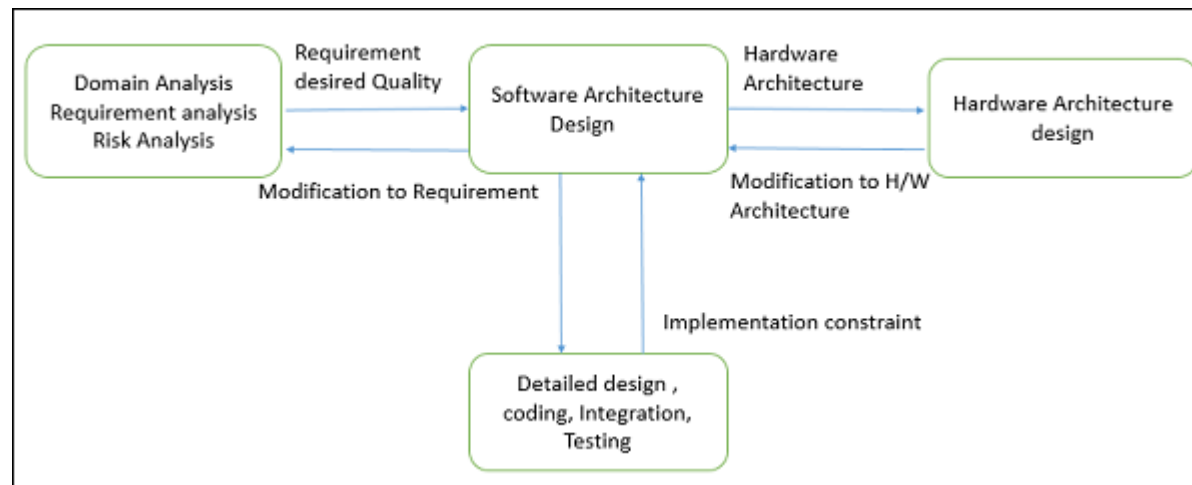 Domain Analysis
Requirement analysis
Risk Analysis
Requirement
desired Quality
Modification to Requirement
Software Architecture
Design
Hardware
Architecture
Modification to H/W
Architecture
Hardware Architecture
design
Implementation constraint
Detailed design ,
coding, Integration,
Testing